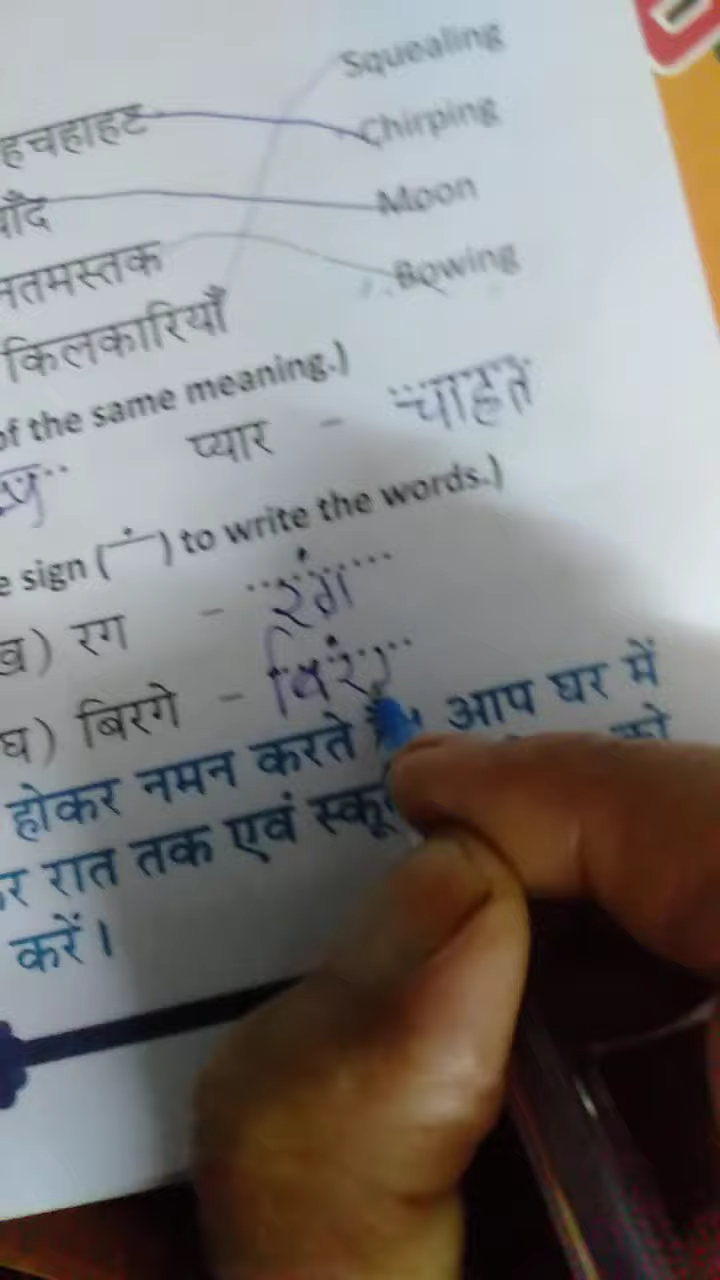 Squealing
हचहाहट Chirping
चाँद Moon
नतमस्तक Bowing
किलकारियाँ
of the same meaning.)
प्यार - चाहत
e sign ( ं ) to write the words.)
ख) रग - रंग
घ) बिरगे - बिरं
होकर नमन करते आप घर में
रात तक एवं को
करें।